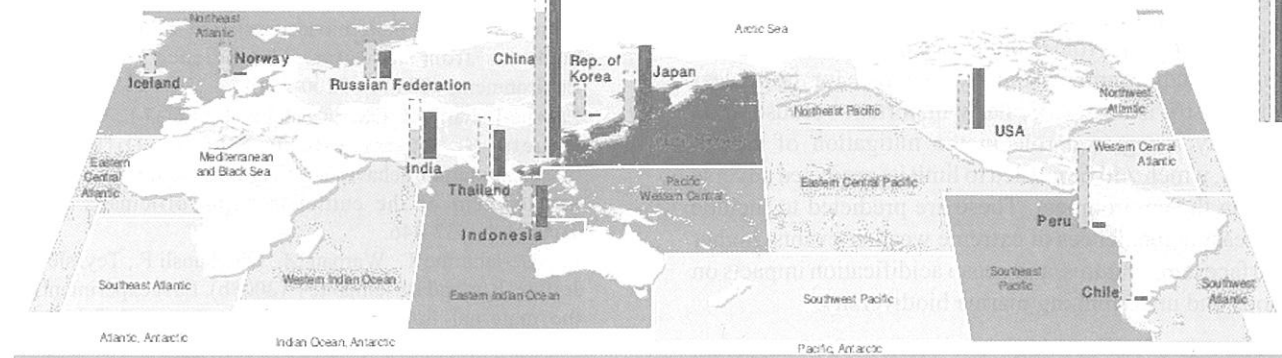 Northeast
Atlantic
Arctic Sea
Norway
China
Rep. of
Korea
Japan
Iceland
Russian Federation
Northeast Pacific
Northwest
Atlantic
USA
Eastern
Central
Atlantic
Mediterranean
and Black Sea
India
Western Central
Atlantic
Thailand
Pacific
Western Central
Eastern Central Pacific
Indonesia
Peru
Southeast Atlantic
Western Indian Ocean
Eastern Indian Ocean
Southwest Pacific
Southeast
Pacific
Chile
Southwest
Atlantic
Atlantic, Antarctic
Indian Ocean, Antarctic
Pacific, Antarctic